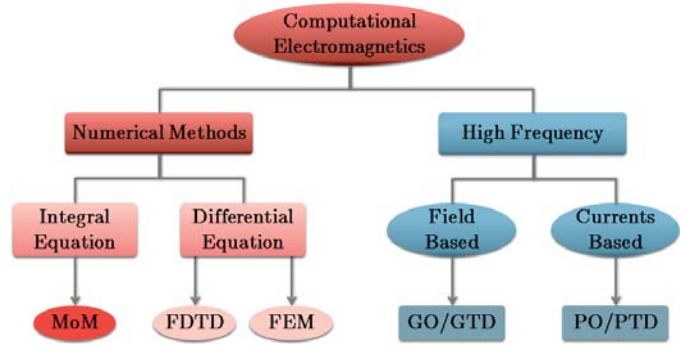 Computational
Electromagnetics
Numerical Methods
High Frequency
Integral
Equation
Differential
Equation
Field
Based
Currents
Based
MoM
FDTD
FEM
GO/GTD
PO/PTD